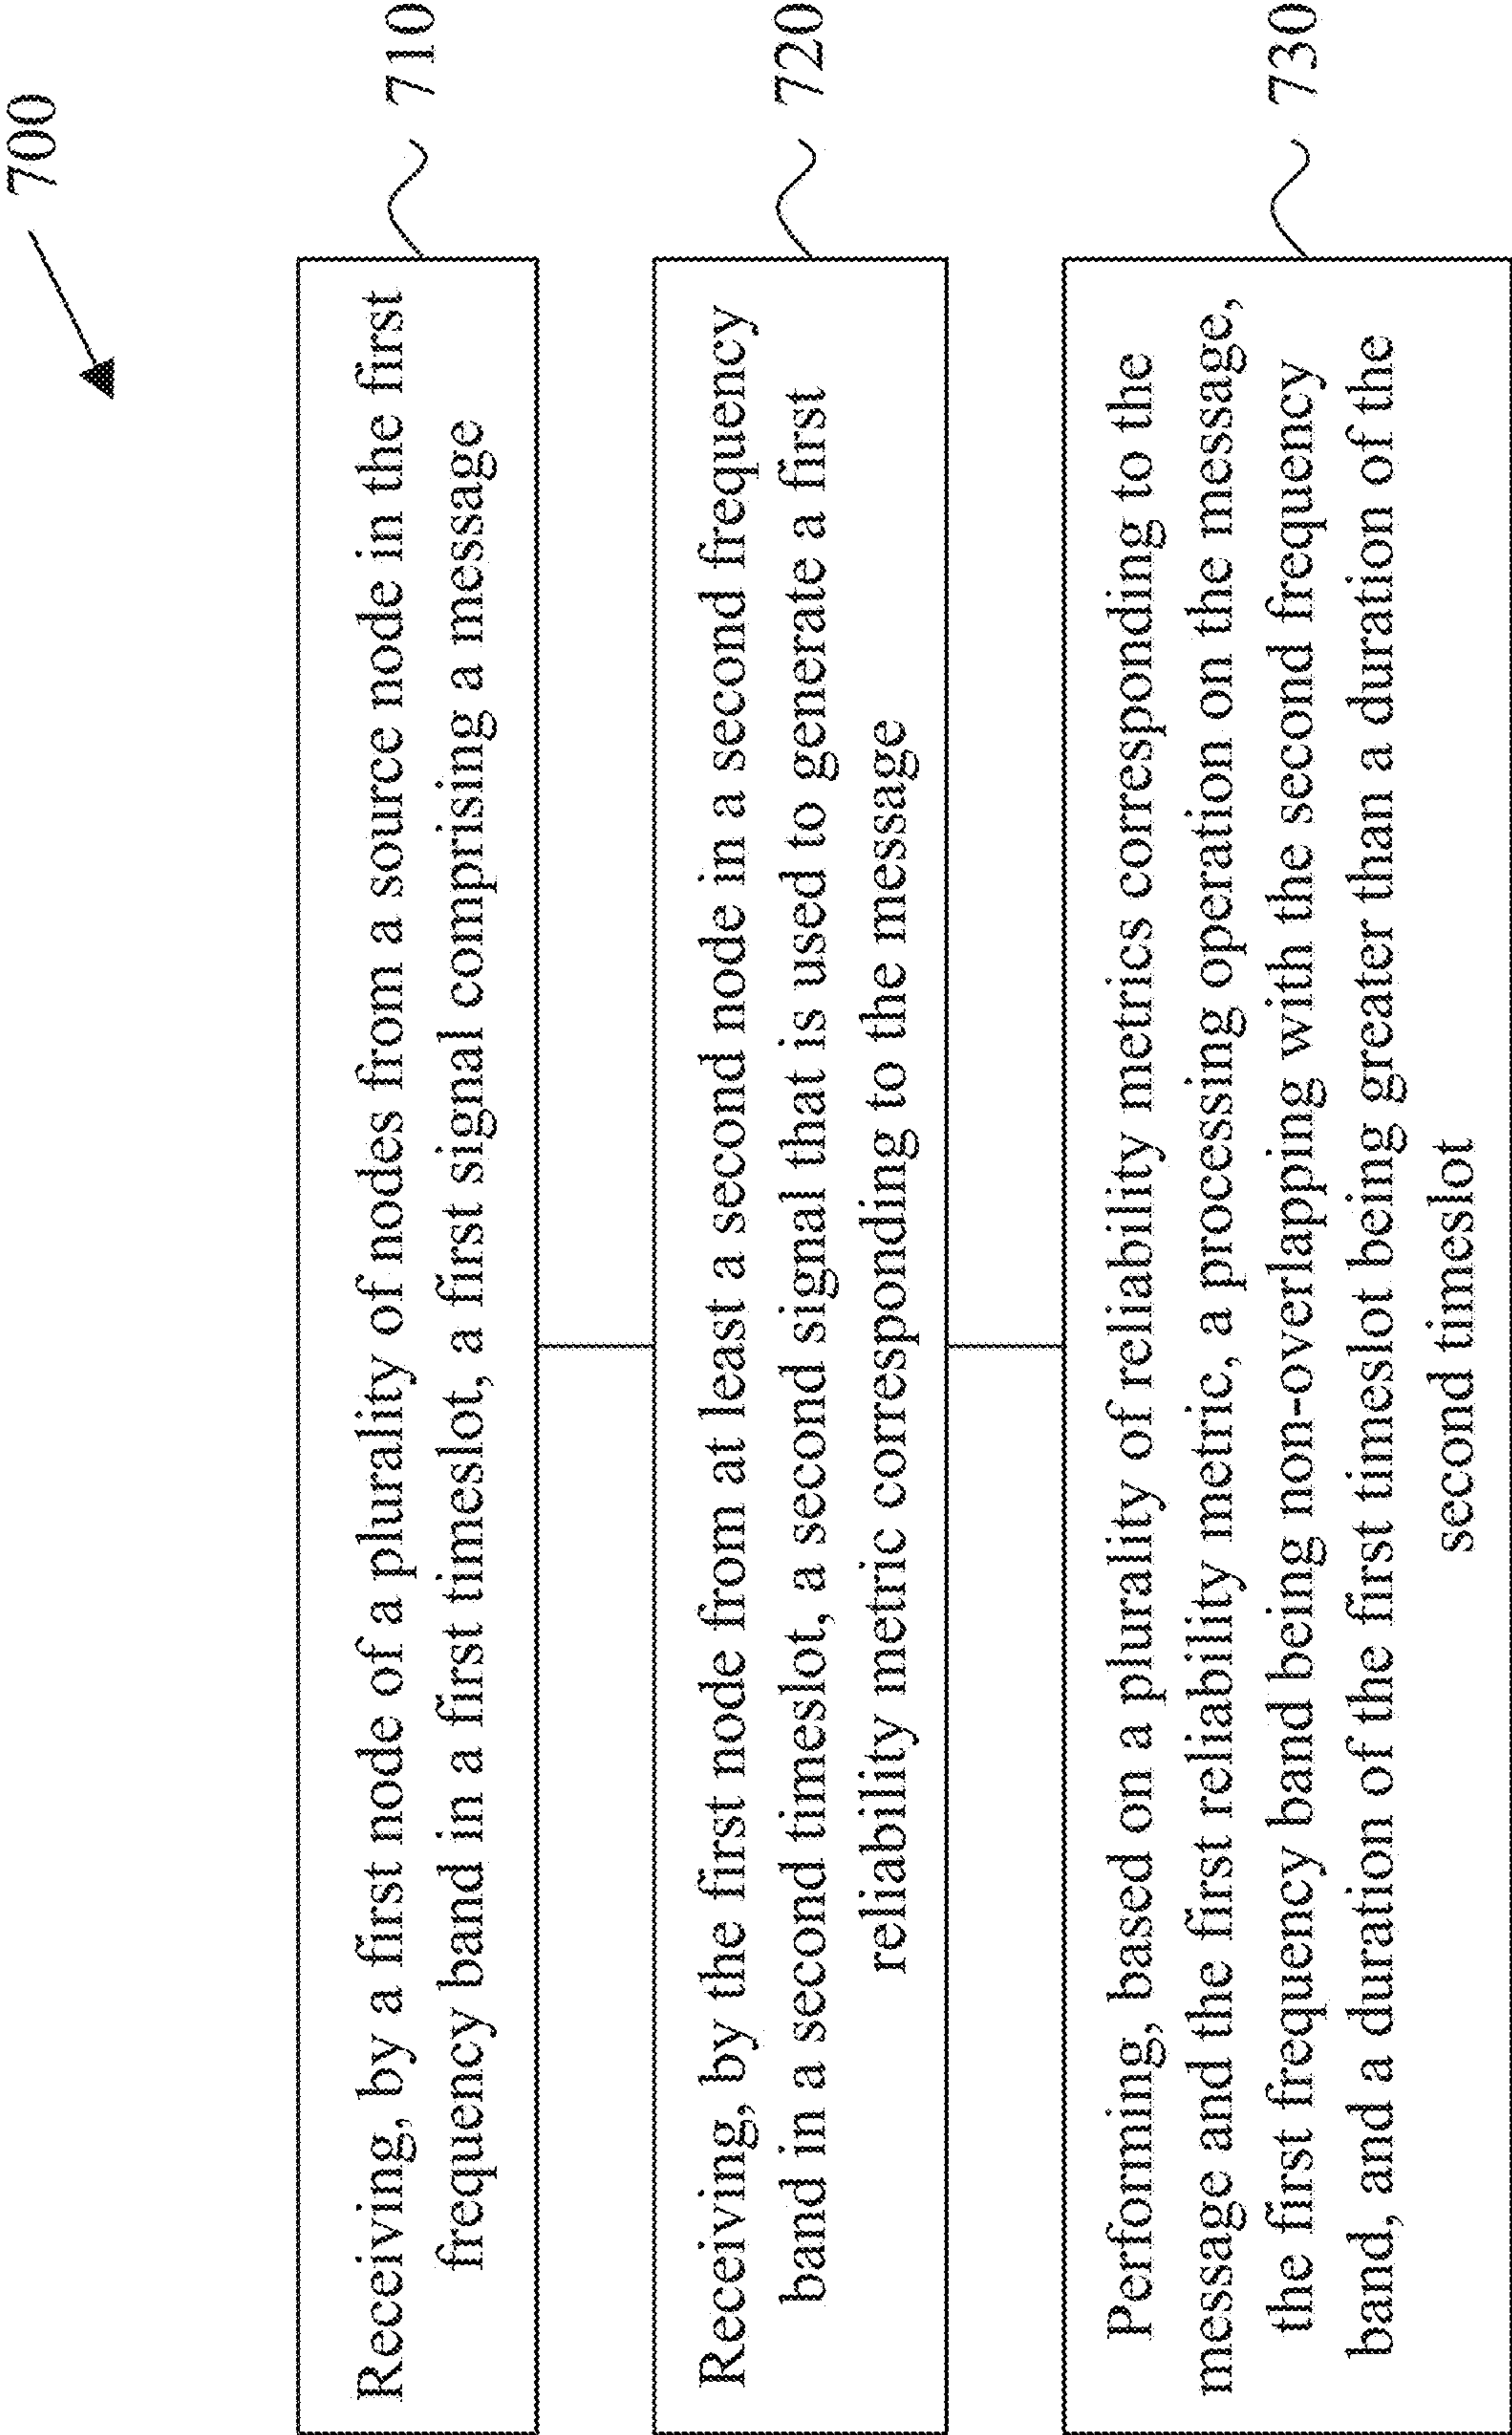 700
Receiving, by a first node of a plurality of nodes from a source node in the first
frequency band in a first timeslot, a first signal comprising a message
710
Receiving, by the first node from at least a second node in a second frequency
band in a second timeslot, a second signal that is used to generate a first
reliability metric corresponding to the message
720
Performing, based on a plurality of reliability metrics corresponding to the
message and the first reliability metric, a processing operation on the message,
the first frequency band being non-overlapping with the second frequency
band, and a duration of the first timeslot being greater than a duration of the
second timeslot
730